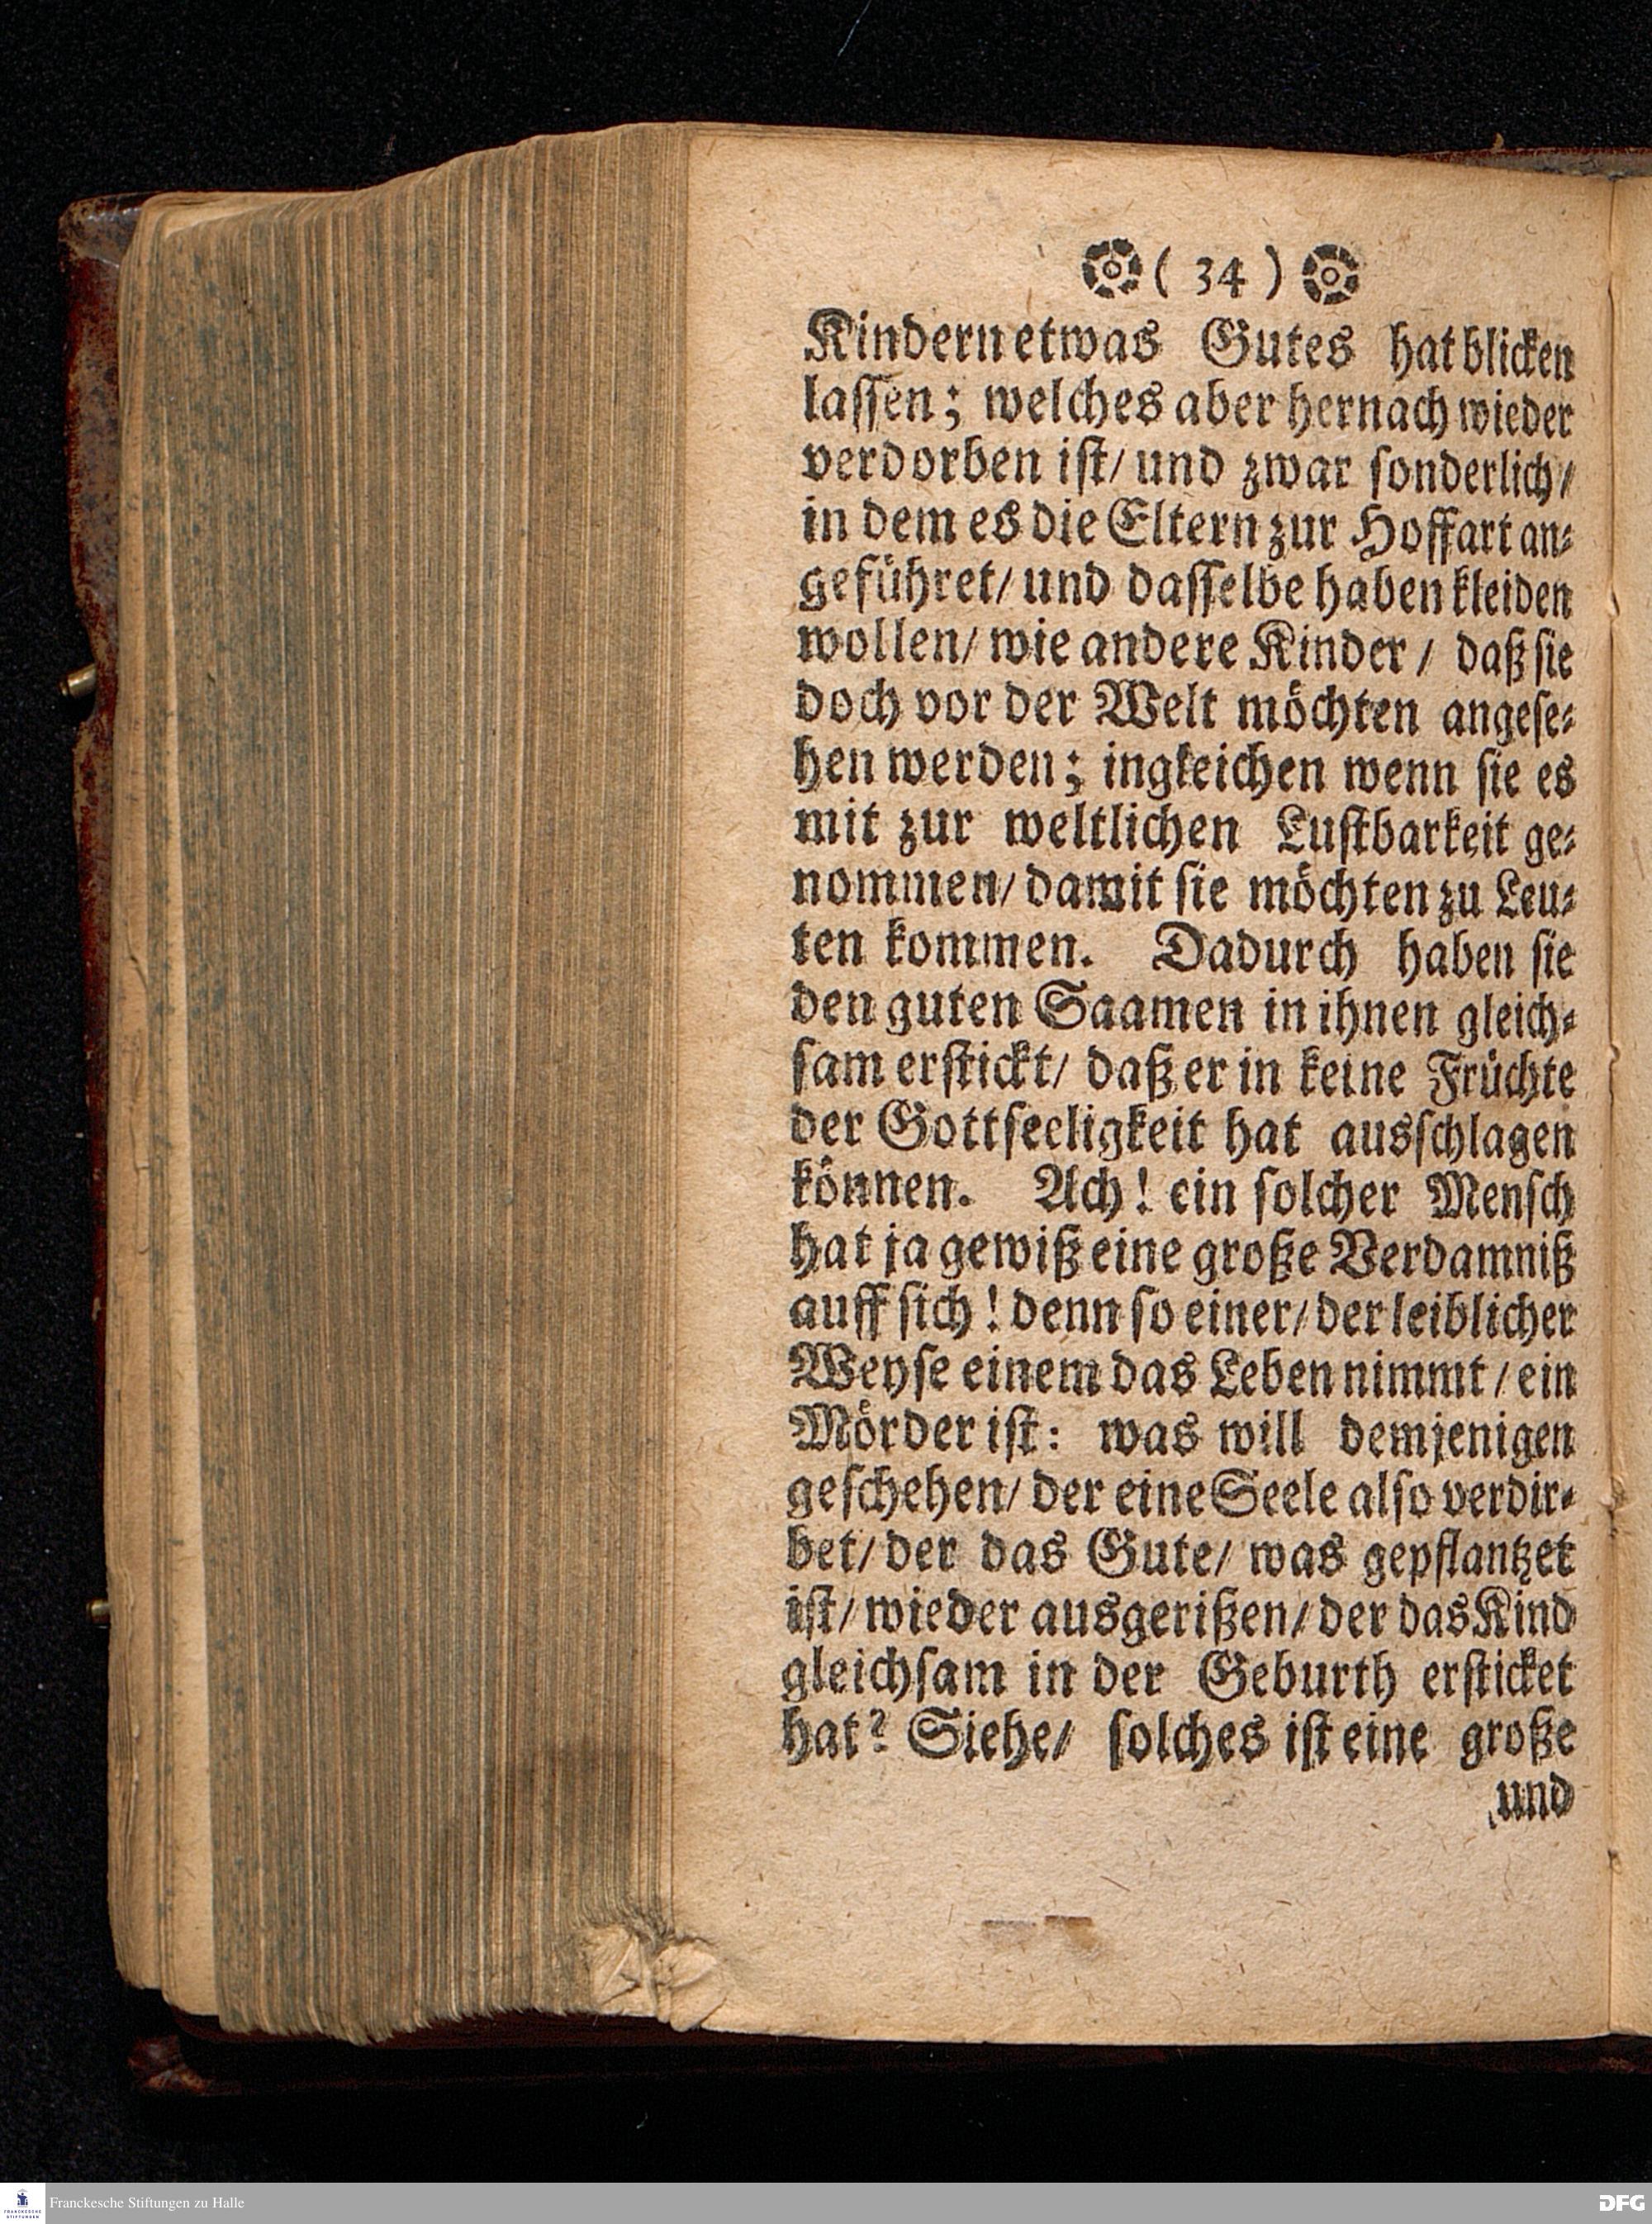 ( 34 )
Kindern etwas Gutes hat blicken
lassen; welches aber hernach wieder
verdorben ist/ und zwar sonderlich/
in dem es die Eltern zur Hoffart an-
geführet/ und dasselbe haben kleiden
wollen/ wie andere Kinder / daß sie
doch vor der Welt möchten angese-
hen werden; ingleichen wenn sie es
mit zur weltlichen Lustbarkeit ge-
nommen/ damit sie möchten zu Leu-
ten kommen. Dadurch haben sie
den guten Saamen in ihnen gleich-
sam erstickt/ daß er in keine Früchte
der Gottseeligkeit hat ausschlagen
können. Ach! ein solcher Mensch
hat ja gewiß eine große Verdamniß
auff sich! denn so einer/ der leiblicher
Weyse einem das Leben nimmt / ein
Mörder ist: was will demjenigen
geschehen/ der eine Seele also verdir-
bet/ der das Gute/ was gepflantzet
ist/ wieder ausgerißen/ der das Kind
gleichsam in der Geburth ersticket
hat? Siehe/ solches ist eine große
und
Franckesche Stiftungen zu Halle
DFG